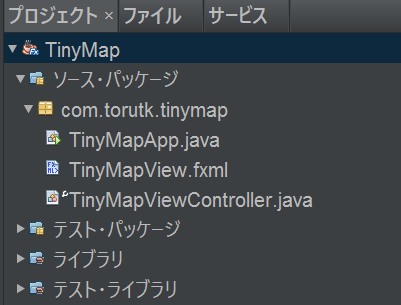 プロジェクト × ファイル サービス
TinyMap
ソース・パッケージ
com.torutk.tinymap
TinyMapApp.java
TinyMapView.fxml
TinyMapViewController.java
テスト・パッケージ
ライブラリ
テスト・ライブラリ